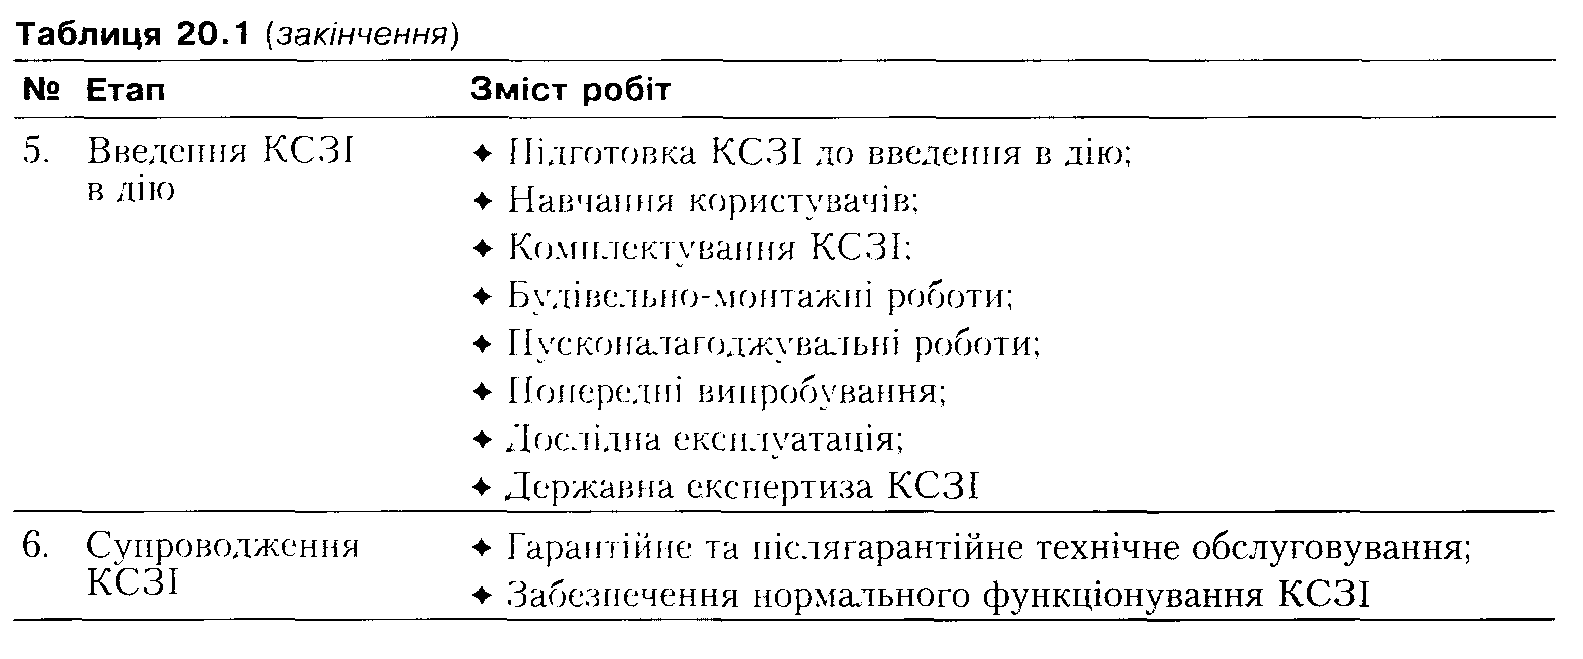 Таблиця 20.1 (закінчення)
№ Етап Зміст робіт
5. Введення КСЗІ ✦ Підготовка КСЗІ до введення в дію;
в дію ✦ Навчання користувачів;
✦ Комплектування КСЗІ;
✦ Будівельно-монтажні роботи;
✦ Пусконалагоджувальні роботи;
✦ Попередні випробування;
✦ Дослідна експлуатація;
✦ Державна експертиза КСЗІ
6. Супроводження ✦ Гарантійне та післягарантійне технічне обслуговування;
КСЗІ ✦ Забезпечення нормального функціонування КСЗІ